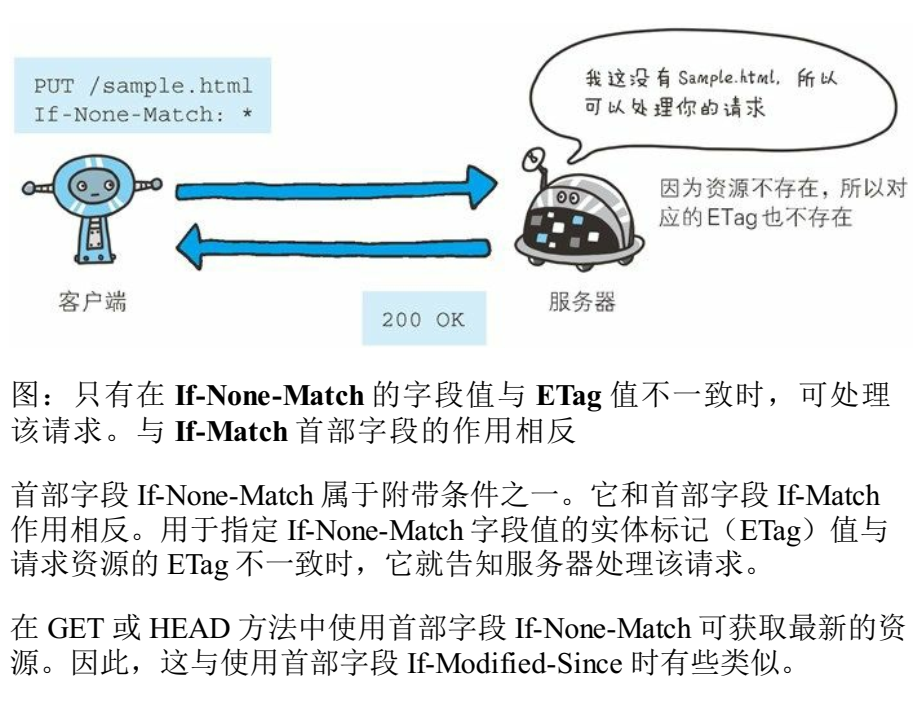 PUT /sample.html
If-None-Match: *
我这没有Sample.html, 所以
可以处理你的请求
因为资源不存在，所以对
应的ETag也不存在
客户端
服务器
200 OK
图：只有在 If-None-Match 的字段值与 ETag 值不一致时，可处理
该请求。与 If-Match 首部字段的作用相反
首部字段 If-None-Match 属于附带条件之一。它和首部字段 If-Match
作用相反。用于指定 If-None-Match 字段值的实体标记（ETag）值与
请求资源的 ETag 不一致时，它就告知服务器处理该请求。
在 GET 或 HEAD 方法中使用首部字段 If-None-Match 可获取最新的资
源。因此，这与使用首部字段 If-Modified-Since 时有些类似。